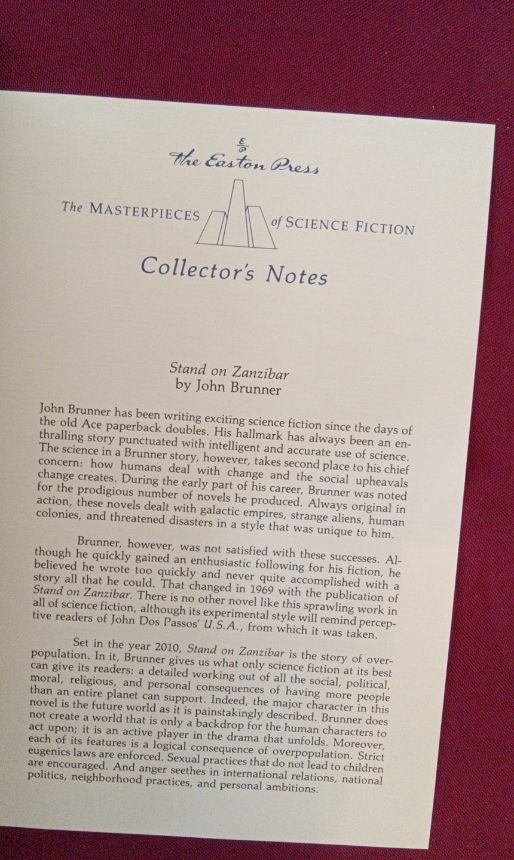 E
P
The Easton Press
The MASTERPIECES of SCIENCE FICTION
Collector's Notes
Stand on Zanzibar
by John Brunner
John Brunner has been writing exciting science fiction since the days of
the old Ace paperback doubles. His hallmark has always been an en-
thralling story punctuated with intelligent and accurate use of science.
The science in a Brunner story, however, takes second place to his chief
concern: how humans deal with change and the social upheavals
change creates. During the early part of his career, Brunner was noted
for the prodigious number of novels he produced. Always original in
action, these novels dealt with galactic empires, strange aliens, human
colonies, and threatened disasters in a style that was unique to him.
Brunner, however, was not satisfied with these successes. Al-
though he quickly gained an enthusiastic following for his fiction, he
believed he wrote too quickly and never quite accomplished with a
story all that he could. That changed in 1969 with the publication of
Stand on Zanzibar. There is no other novel like this sprawling work in
all of science fiction, although its experimental style will remind percep-
tive readers of John Dos Passos' U.S.A., from which it was taken.
Set in the year 2010, Stand on Zanzibar is the story of over-
population. In it, Brunner gives us what only science fiction at its best
can give its readers: a detailed working out of all the social, political,
moral, religious, and personal consequences of having more people
than an entire planet can support. Indeed, the major character in this
novel is the future world as it is painstakingly described. Brunner does
not create a world that is only a backdrop for the human characters to
act upon; it is an active player in the drama that unfolds. Moreover,
each of its features is a logical consequence of overpopulation. Strict
eugenics laws are enforced. Sexual practices that do not lead to children
are encouraged. And anger seethes in international relations, national
politics, neighborhood practices, and personal ambitions.